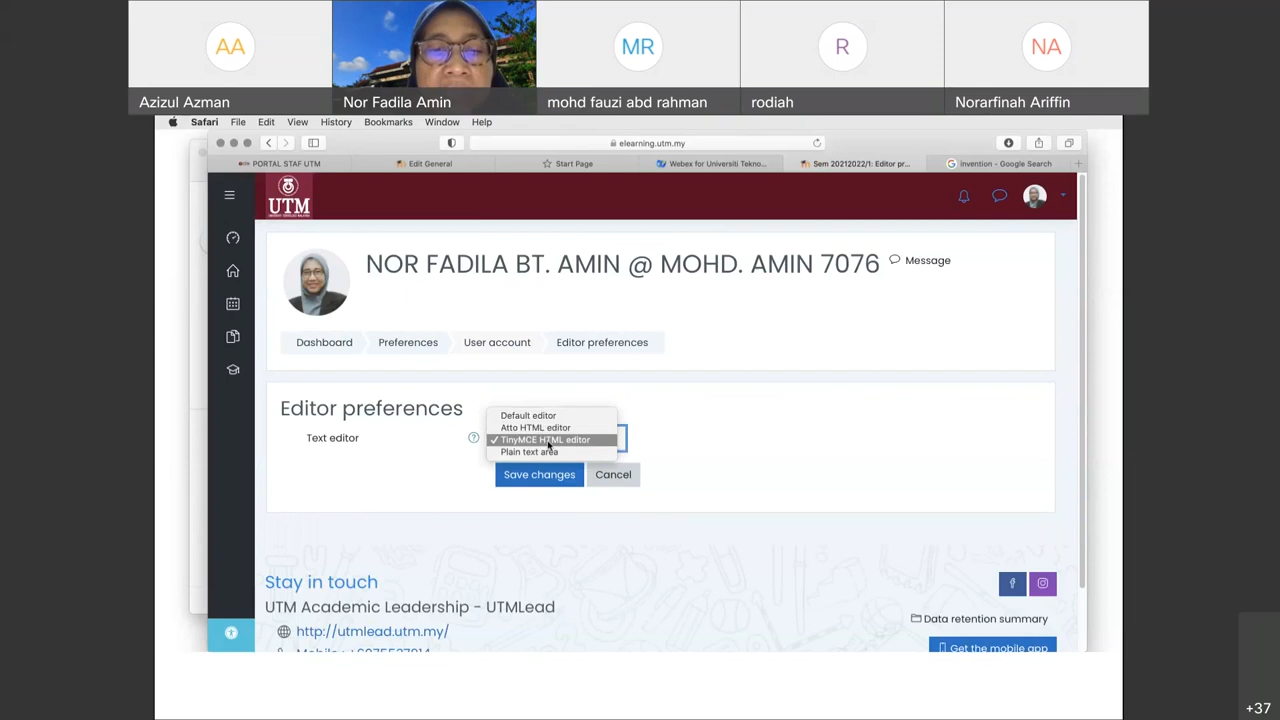 AA
MR
R
NA
Azizul Azman
Nor Fadila Amin
mohd fauzi abd rahman
rodiah
Norarfinah Ariffin
Safari File Edit View History Bookmarks Window Help
elearning.utm.my
PORTAL STAF UTM
Edit General
Start Page
Webex for Universiti Tekno...
Sem 20212022/1: Editor pr...
invention - Google Search
UTM
NOR FADILA BT. AMIN @ MOHD. AMIN 7076
Message
Dashboard
Preferences
User account
Editor preferences
Editor preferences
Text editor
Default editor
Atto HTML editor
✓ TinyMCE HTML editor
Plain text area
Save changes
Cancel
Stay in touch
UTM Academic Leadership - UTMLead
http://utmlead.utm.my/
Data retention summary
Get the mobile app
+37